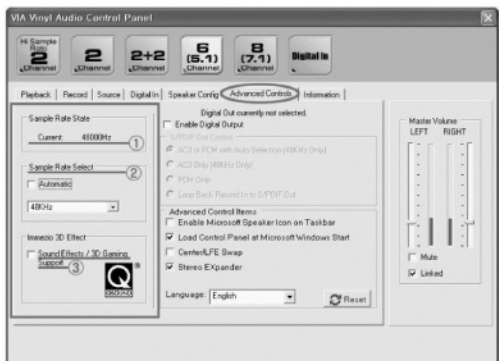 VIA Vinyl Audio Control Panel
Hi Sample
Rate
2
Channel
2
Channel
2+2
Channel
6
(5.1)
Channel
8
(7.1)
Channel
Digital In
Playback Record Source Digital In Speaker Config Advanced Controls Information
Sample Rate State
Current: 48000Hz
①
Sample Rate Select
②
Automatic
48KHz
Immezio 3D Effect
Sound Effects / 3D Gaming
Support
③
Q
QSOUND
Digital Out currently not selected.
Enable Digital Output
S/PDIF Out Control
AC3 or PCM with Auto Selection (48KHz Only)
AC3 Only (48KHz Only)
PCM Only
Loop Back Record In to S/PDIF Out
Advanced Control Items
Enable Microsoft Speaker Icon on Taskbar
Load Control Panel at Microsoft Windows Start
Center/LFE Swap
Stereo EXpander
Language: English
Reset
Master Volume
LEFT RIGHT
Mute
Linked